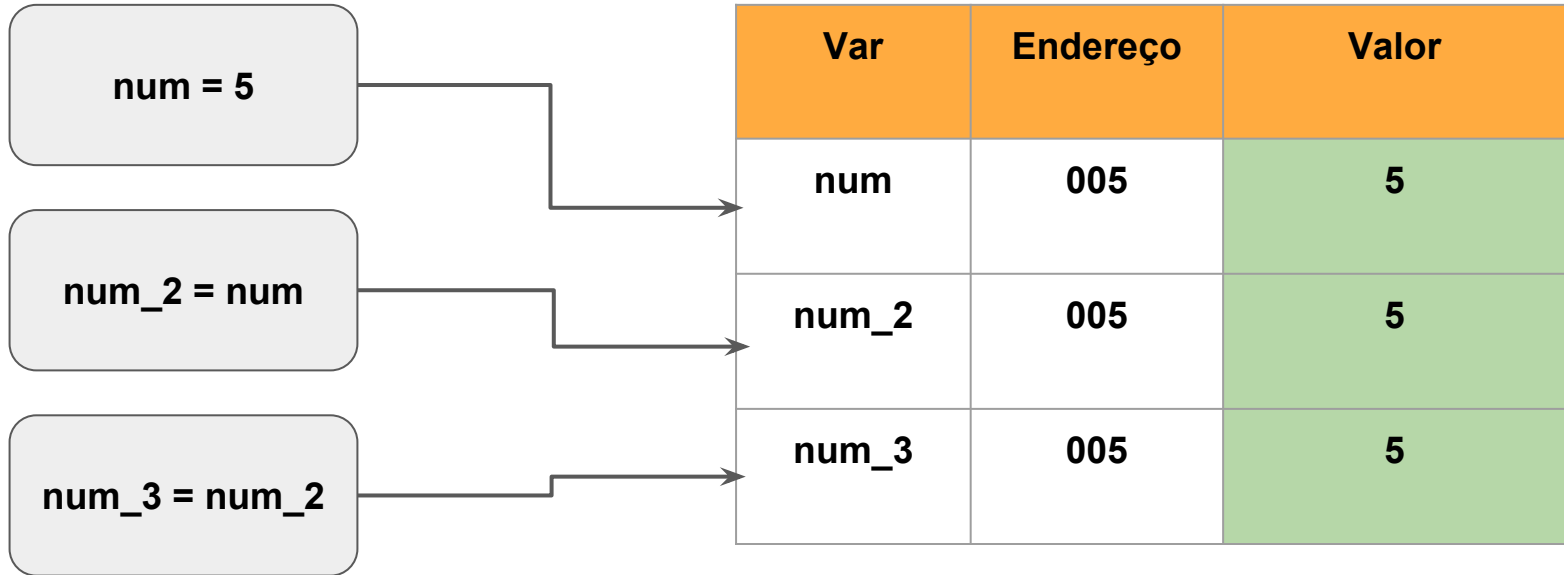 num = 5
num_2 = num
num_3 = num_2
Var Endereço Valor
num 005 5
num_2 005 5
num_3 005 5